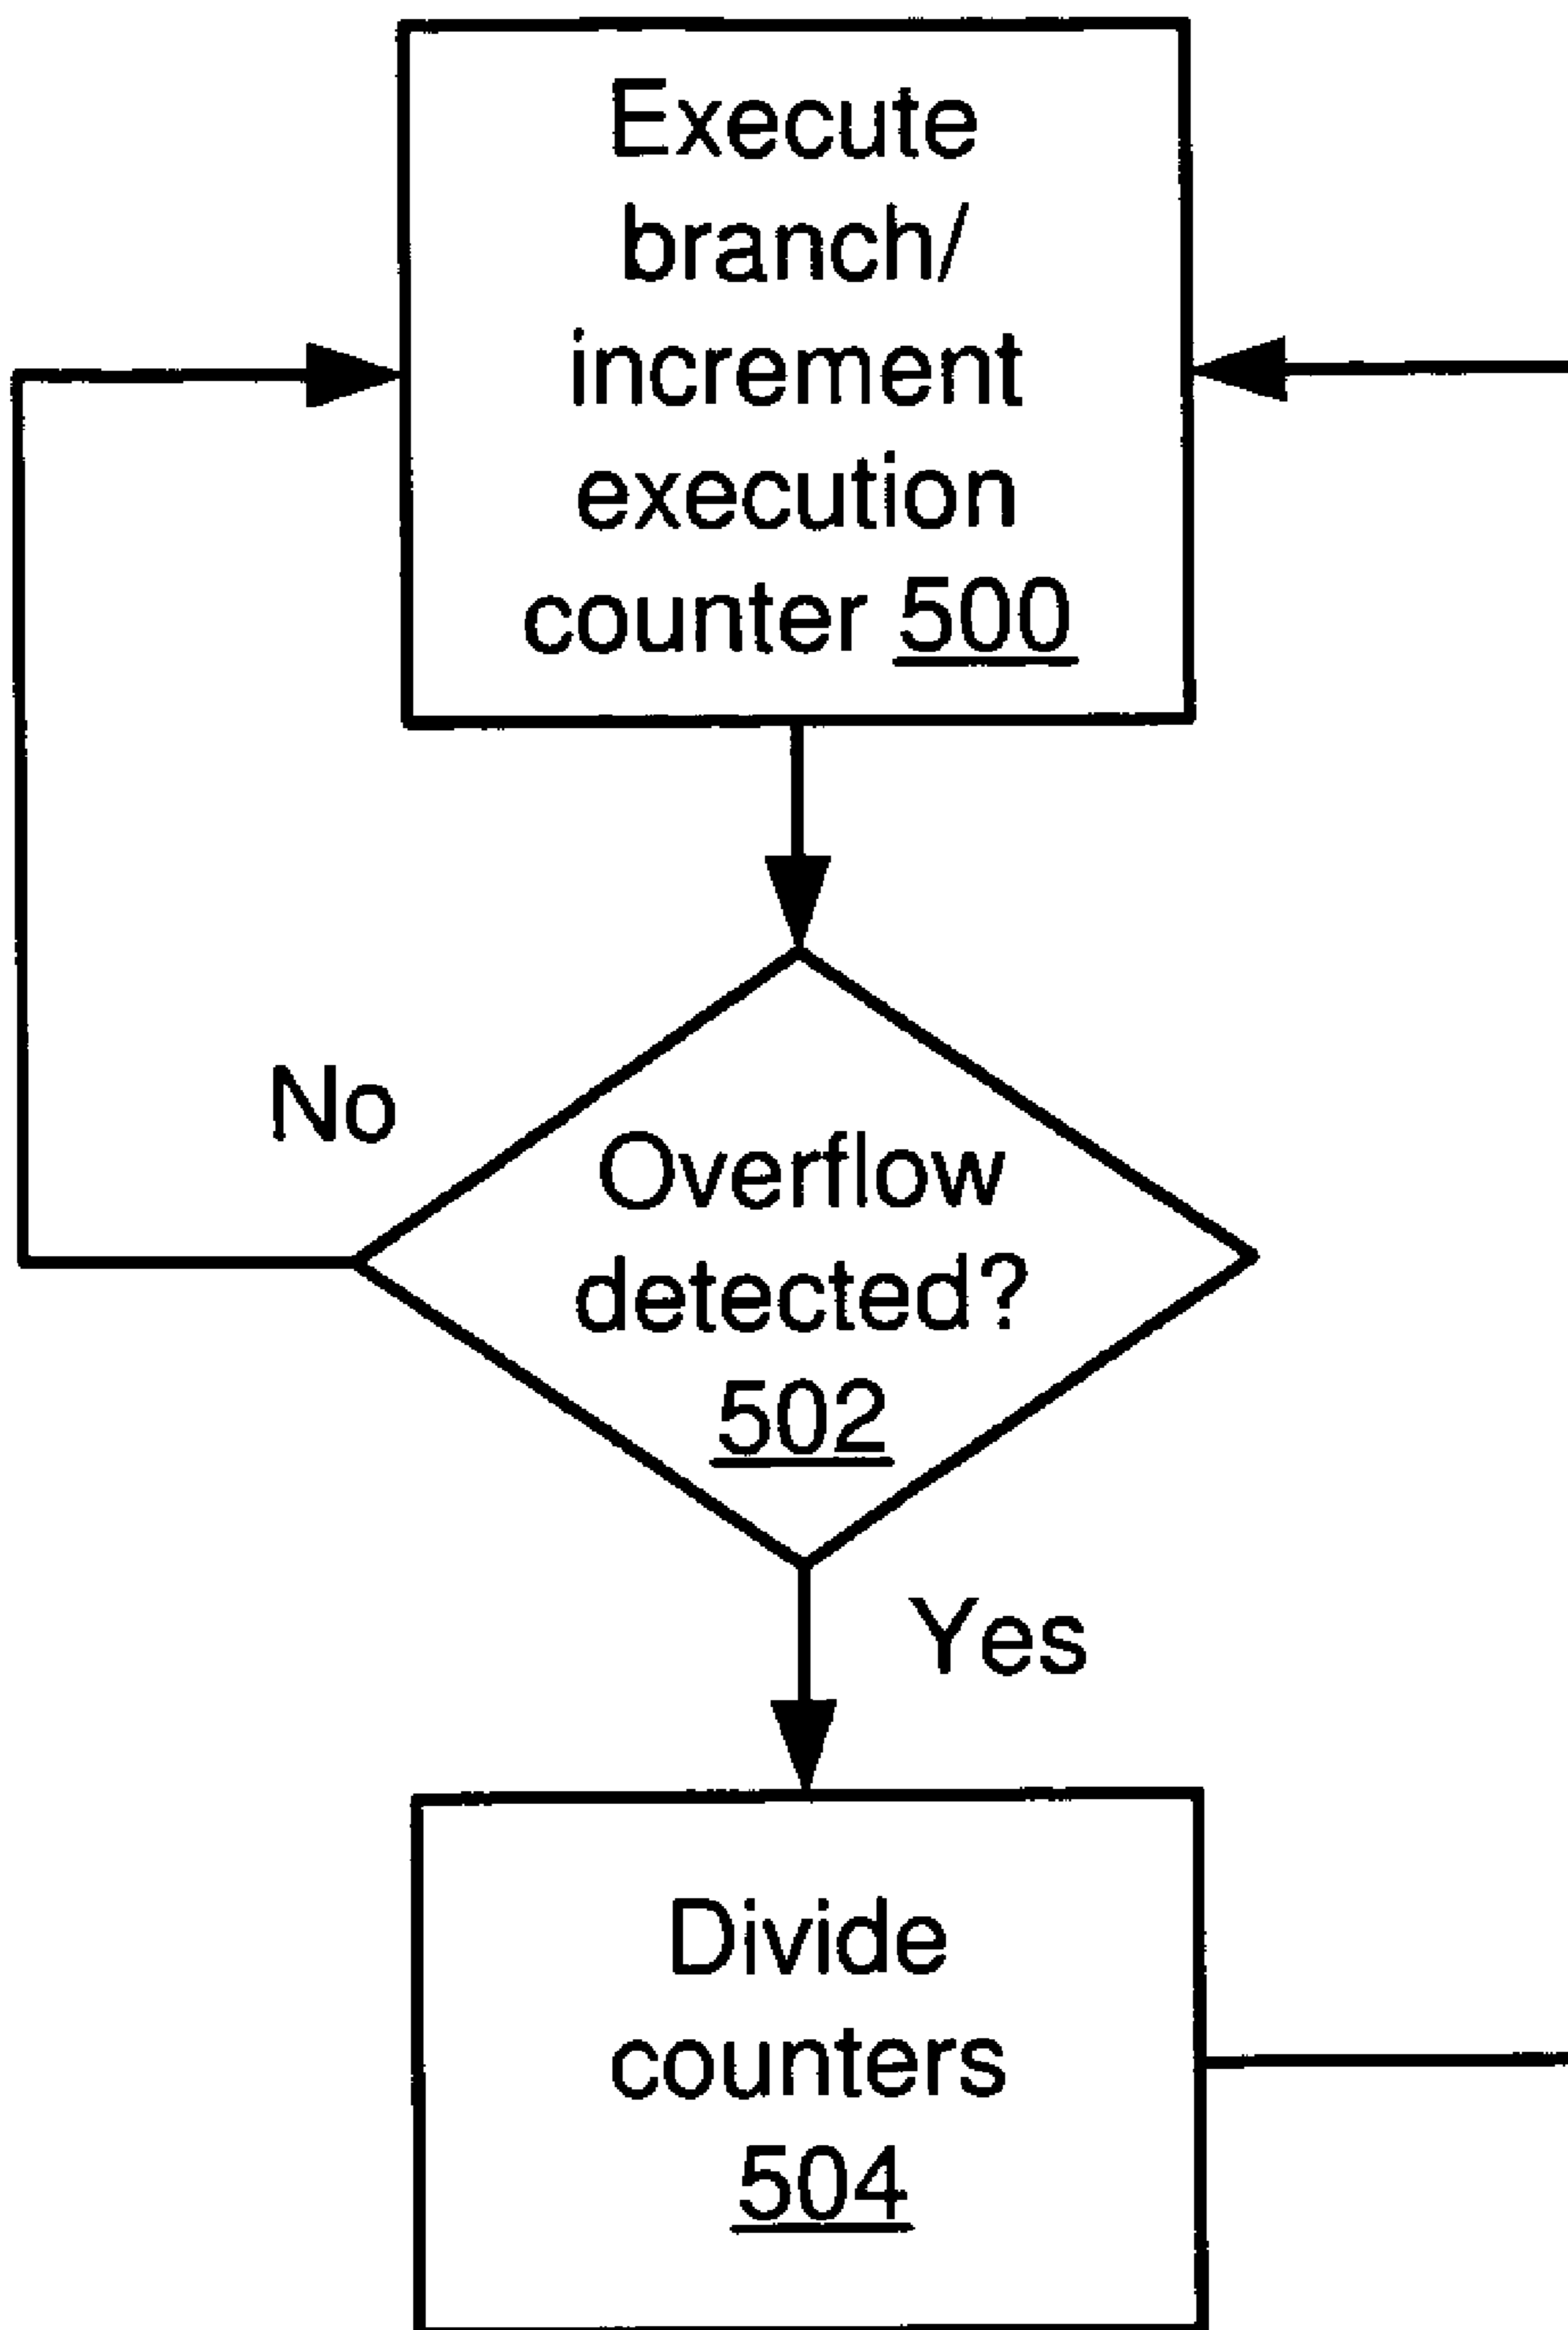 Execute
branch/
increment
execution
counter 500
No
Overflow
detected?
502
Yes
Divide
counters
504